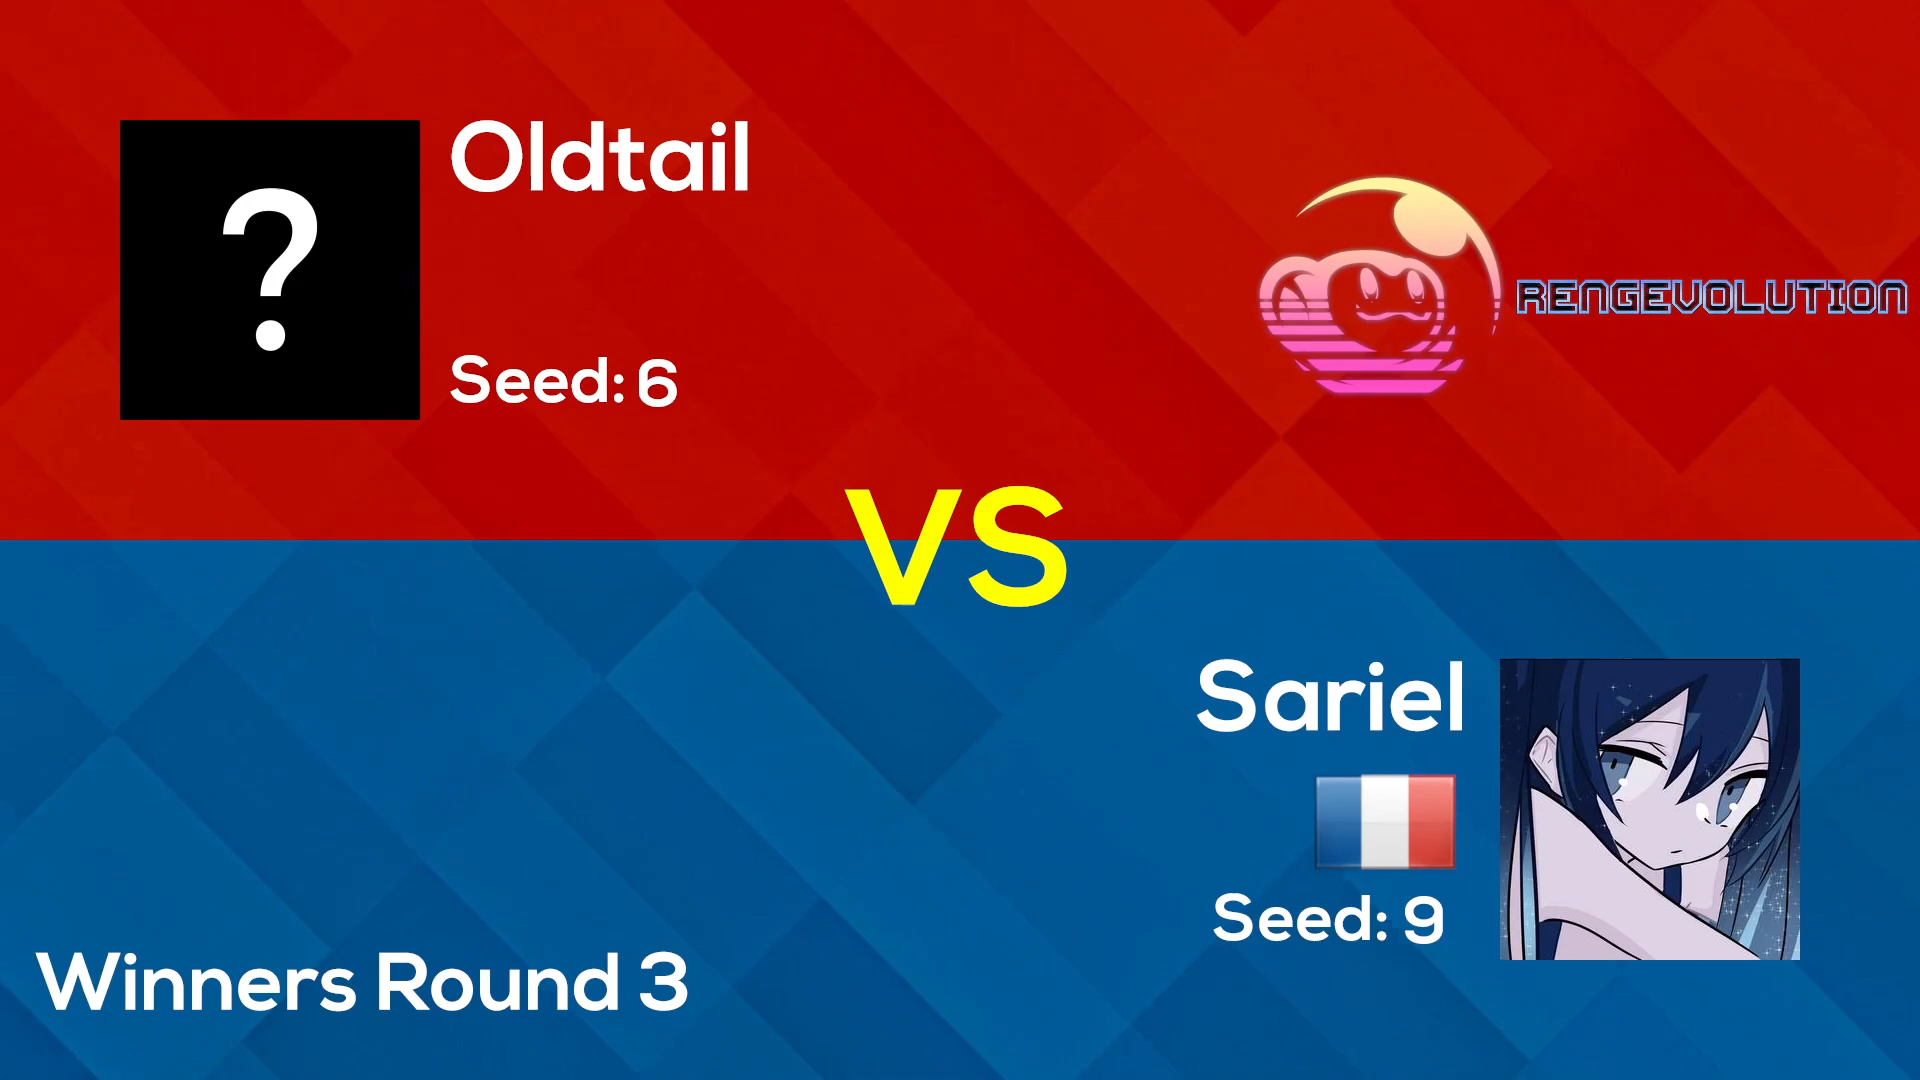 Oldtail
?
Seed: 6
RENGEVOLUTION
VS
Sariel
Seed: 9
Winners Round 3